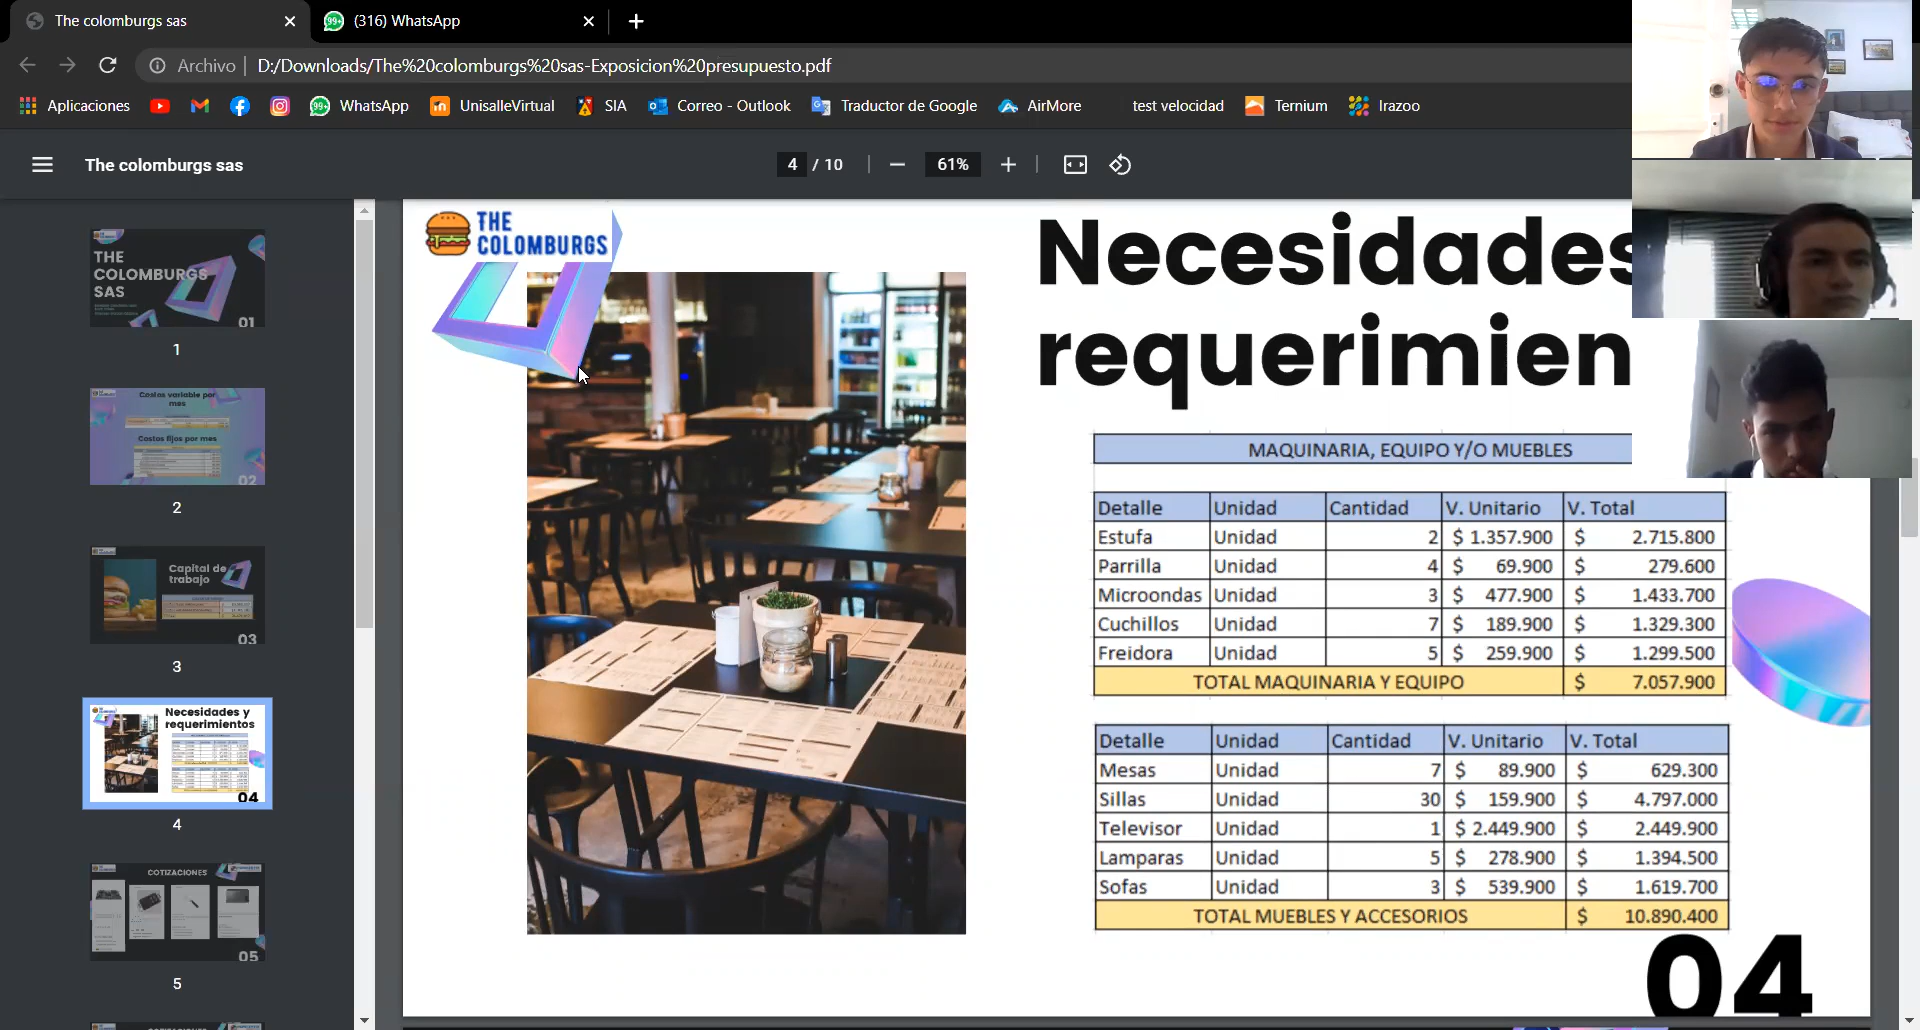 The colomburgs sas
(316) WhatsApp
Archivo D:/Downloads/The%20colomburgs%20sas-Exposicion%20presupuesto.pdf
Aplicaciones WhatsApp UnisalleVirtual SIA Correo - Outlook Traductor de Google AirMore test velocidad Ternium Irazoo
The colomburgs sas
4 / 10
61%
THE
COLOMBURGS
SAS
01
1
Costos variable por
mes
Costos fijos por mes
02
2
Capital de
trabajo
03
3
Necesidades y
requerimientos
04
4
COTIZACIONES
05
5
THE
COLOMBURGS
Necesidades
requerimien
MAQUINARIA, EQUIPO Y/O MUEBLES
Detalle Unidad Cantidad V. Unitario V. Total
Estufa Unidad 2 $ 1.357.900 $ 2.715.800
Parrilla Unidad 4 $ 69.900 $ 279.600
Microondas Unidad 3 $ 477.900 $ 1.433.700
Cuchillos Unidad 7 $ 189.900 $ 1.329.300
Freidora Unidad 5 $ 259.900 $ 1.299.500
TOTAL MAQUINARIA Y EQUIPO $ 7.057.900
Detalle Unidad Cantidad V. Unitario V. Total
Mesas Unidad 7 $ 89.900 $ 629.300
Sillas Unidad 30 $ 159.900 $ 4.797.000
Televisor Unidad 1 $ 2.449.900 $ 2.449.900
Lamparas Unidad 5 $ 278.900 $ 1.394.500
Sofas Unidad 3 $ 539.900 $ 1.619.700
TOTAL MUEBLES Y ACCESORIOS $ 10.890.400
04